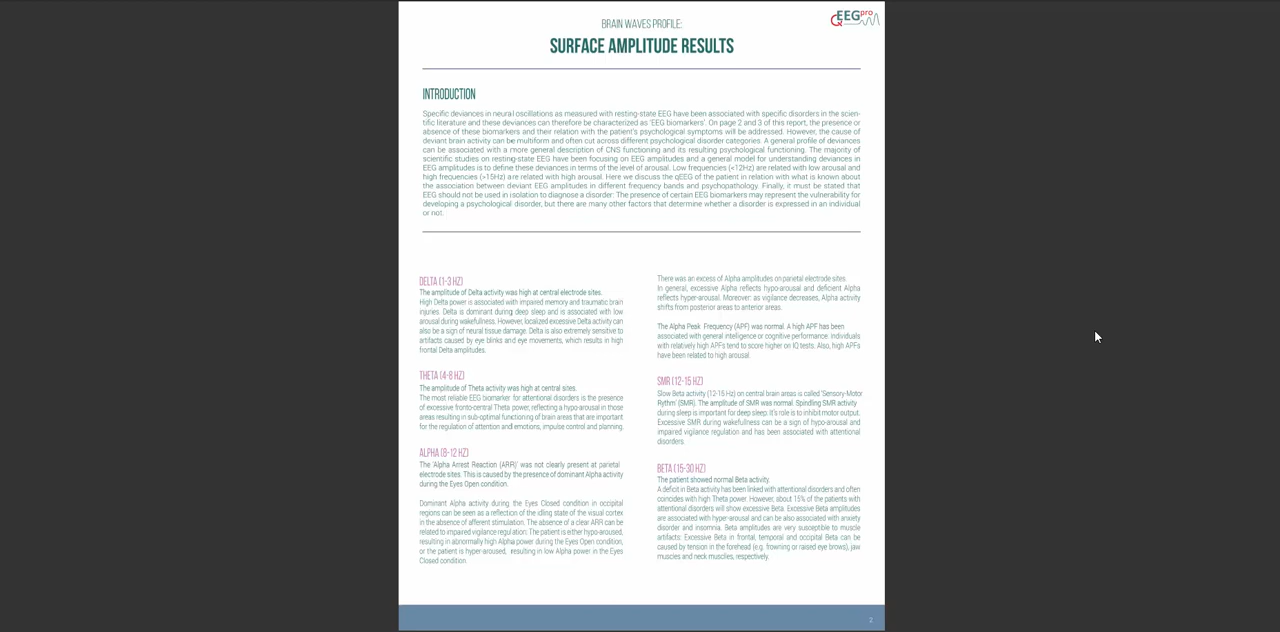 BRAIN WAVES PROFILE:
SURFACE AMPLITUDE RESULTS
QEEGpro
INTRODUCTION
Specific deviances in neural oscillations as measured with resting-state EEG have been associated with specific disorders in the scien-
tific literature and these deviances can therefore be characterized as 'EEG biomarkers'. On page 2 and 3 of this report, the presence or
absence of these biomarkers and their relation with the patient's psychological symptoms will be addressed. However, the cause of
deviant brain activity can be multiform and often cut across different psychological disorder categories. A general profile of deviances
can be associated with a more general description of CNS functioning and its resulting psychological functioning. The majority of
scientific studies on resting-state EEG have been focusing on EEG amplitudes and a general model for understanding deviances in
EEG amplitudes is to define these deviances in terms of the level of arousal. Low frequencies (<12Hz) are related with low arousal and
high frequencies (>15Hz) are related with high arousal. Here we discuss the qEEG of the patient in relation with what is known about
the association between deviant EEG amplitudes in different frequency bands and psychopathology. Finally, it must be stated that
EEG should not be used in isolation to diagnose a disorder: The presence of certain EEG biomarkers may represent the vulnerability for
developing a psychological disorder, but there are many other factors that determine whether a disorder is expressed in an individual
or not.
DELTA (1-3 HZ)
The amplitude of Delta activity was high at central electrode sites.
High Delta power is associated with impaired memory and traumatic brain
injuries. Delta is dominant during deep sleep and is associated with low
arousal during wakefulness. However, localized excessive Delta activity can
also be a sign of neural tissue damage. Delta is also extremely sensitive to
artifacts caused by eye blinks and eye movements, which results in high
frontal Delta amplitudes.
THETA (4-8 HZ)
The amplitude of Theta activity was high at central sites.
The most reliable EEG biomarker for attentional disorders is the presence
of excessive fronto-central Theta power, reflecting a hypo-arousal in those
areas resulting in sub-optimal functioning of brain areas that are important
for the regulation of attention and emotions, impulse control and planning.
ALPHA (8-12 HZ)
The 'Alpha Arrest Reaction (ARR)' was not clearly present at parietal
electrode sites. This is caused by the presence of dominant Alpha activity
during the Eyes Open condition.
Dominant Alpha activity during the Eyes Closed condition in occipital
regions can be seen as a reflection of the idling state of the visual cortex
in the absence of afferent stimulation. The absence of a clear ARR can be
related to impaired vigilance regulation: The patient is either hypo-aroused,
resulting in abnormally high Alpha power during the Eyes Open condition,
or the patient is hyper-aroused, resulting in low Alpha power in the Eyes
Closed condition.
There was an excess of Alpha amplitudes on parietal electrode sites.
In general, excessive Alpha reflects hypo-arousal and deficient Alpha
reflects hyper-arousal. Moreover: as vigilance decreases, Alpha activity
shifts from posterior areas to anterior areas.
The Alpha Peak Frequency (APF) was normal. A high APF has been
associated with general intelligence or cognitive performance: individuals
with relatively high APFs tend to score higher on IQ tests. Also, high APFs
have been related to high arousal.
SMR (12-15 HZ)
Slow Beta activity (12-15 Hz) on central brain areas is called 'Sensory-Motor
Rythm' (SMR). The amplitude of SMR was normal. Spindling SMR activity
during sleep is important for deep sleep. It's role is to inhibit motor output.
Excessive SMR during wakefullness can be a sign of hypo-arousal and
impaired vigilance regulation and has been associated with attentional
disorders.
BETA (15-30 HZ)
The patient showed normal Beta activity.
A deficit in Beta activity has been linked with attentional disorders and often
coincides with high Theta power. However, about 15% of the patients with
attentional disorders will show excessive Beta. Excessive Beta amplitudes
are associated with hyper-arousal and can be also associated with anxiety
disorder and insomnia. Beta amplitudes are very susceptible to muscle
artifacts: Excessive Beta in frontal, temporal and occipital Beta can be
caused by tension in the forehead (e.g. frowning or raised eye brows), jaw
muscles and neck muscles, respectively.
2